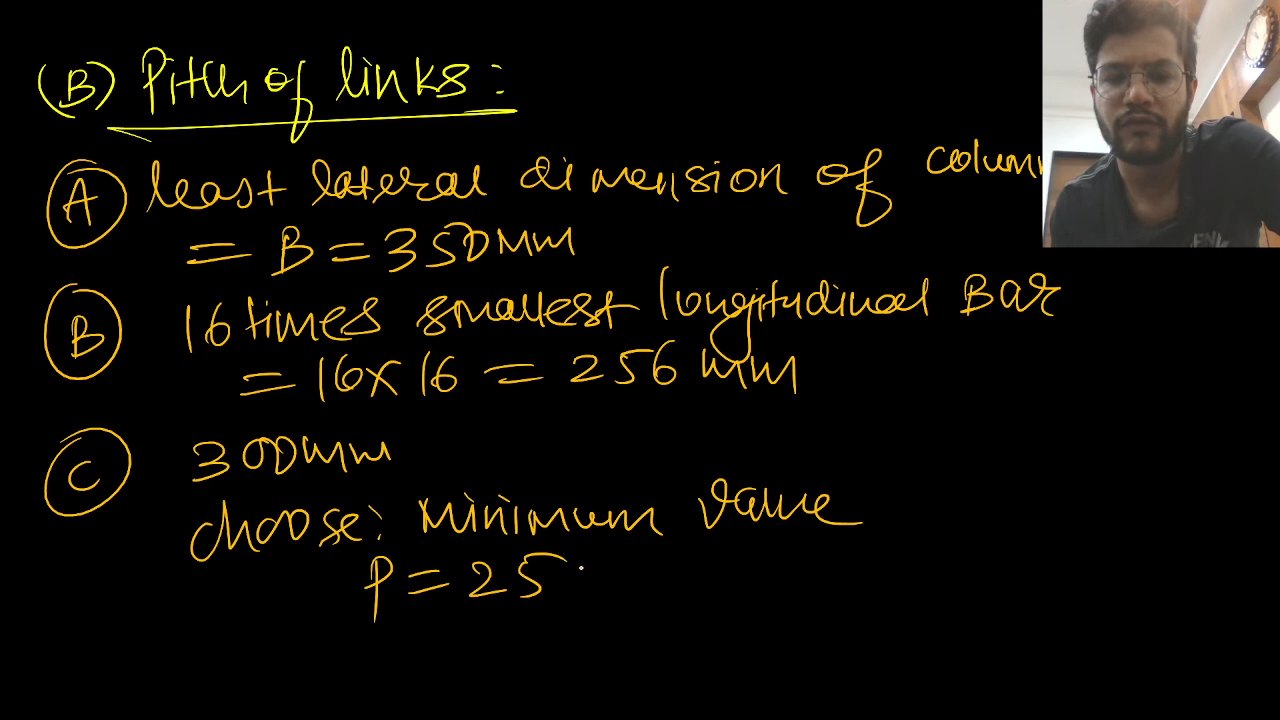 (B) Pitch of links:
(A) least lateral dimension of column
= B = 350mm
(B) 16 times smallest longitudinal Bar
= 16x16 = 256 mm
(C) 300mm
choose: minimum value
P = 25